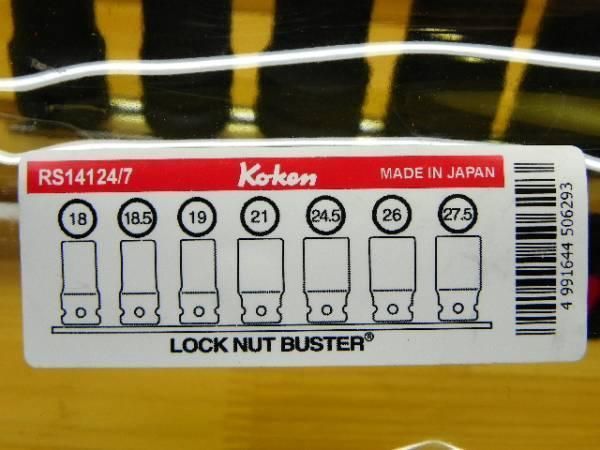 RS14124/7 Koken MADE IN JAPAN
18 18.5 19 21 24.5 26 27.5
LOCK NUT BUSTER®
4 991644 506293